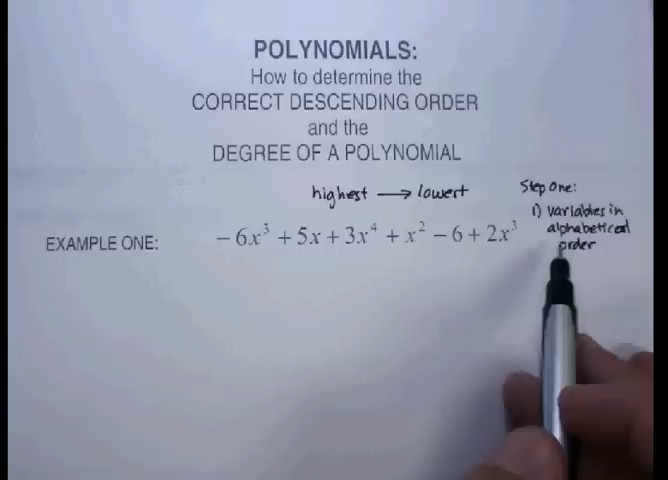 POLYNOMIALS:
How to determine the
CORRECT DESCENDING ORDER
and the
DEGREE OF A POLYNOMIAL
highest → lowest
Step One:
1) variables in
alphabetical
order
EXAMPLE ONE: −6x³ + 5x + 3x⁴ + x² − 6 + 2x³